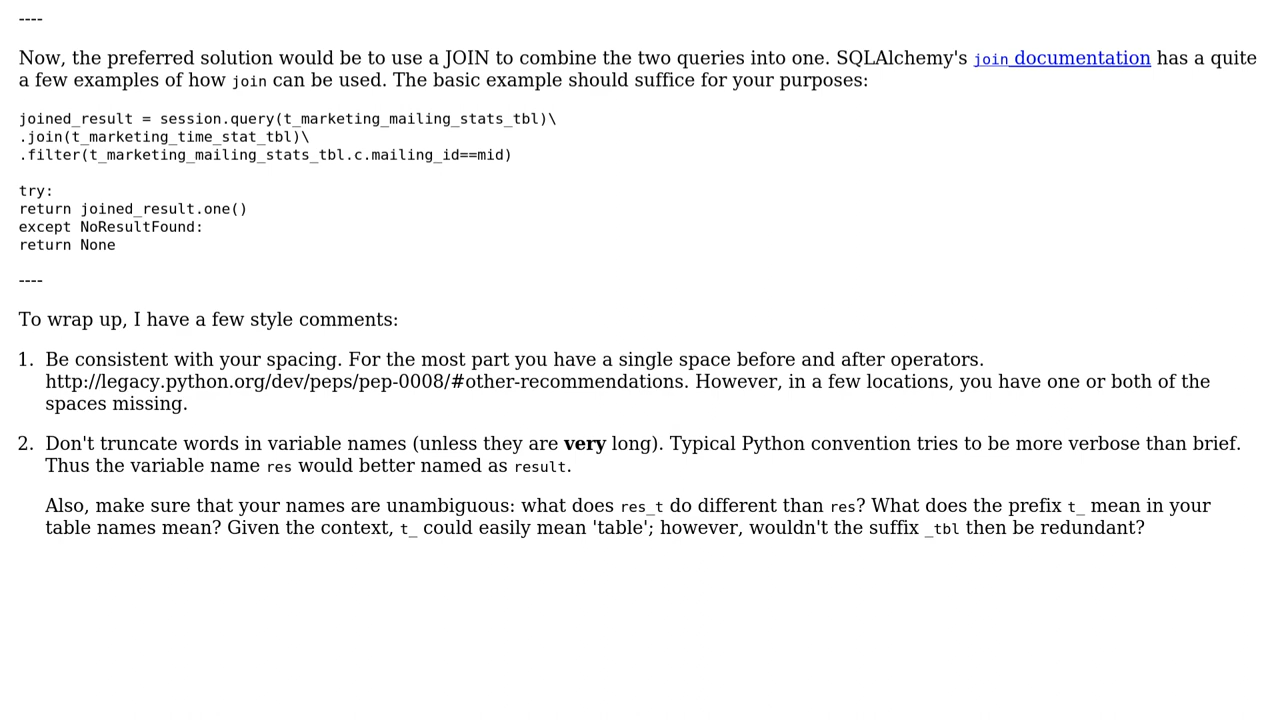 ----
Now, the preferred solution would be to use a JOIN to combine the two queries into one. SQLAlchemy's join documentation has a quite
a few examples of how join can be used. The basic example should suffice for your purposes:
joined_result = session.query(t_marketing_mailing_stats_tbl)\
.join(t_marketing_time_stat_tbl)\
.filter(t_marketing_mailing_stats_tbl.c.mailing_id==mid)
try:
return joined_result.one()
except NoResultFound:
return None
----
To wrap up, I have a few style comments:
1. Be consistent with your spacing. For the most part you have a single space before and after operators.
http://legacy.python.org/dev/peps/pep-0008/#other-recommendations. However, in a few locations, you have one or both of the
spaces missing.
2. Don't truncate words in variable names (unless they are very long). Typical Python convention tries to be more verbose than brief.
Thus the variable name res would better named as result.
Also, make sure that your names are unambiguous: what does res_t do different than res? What does the prefix t_ mean in your
table names mean? Given the context, t_ could easily mean 'table'; however, wouldn't the suffix _tbl then be redundant?